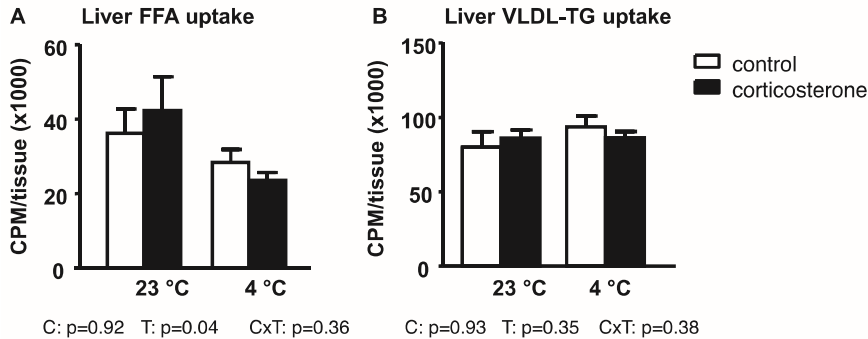 A Liver FFA uptake
CPM/tissue (x1000)
60
40
20
0
23 °C 4 °C
C: p=0.92 T: p=0.04 CxT: p=0.36
B Liver VLDL-TG uptake
CPM/tissue (x1000)
150
100
50
0
23 °C 4 °C
C: p=0.93 T: p=0.35 CxT: p=0.38
control
corticosterone